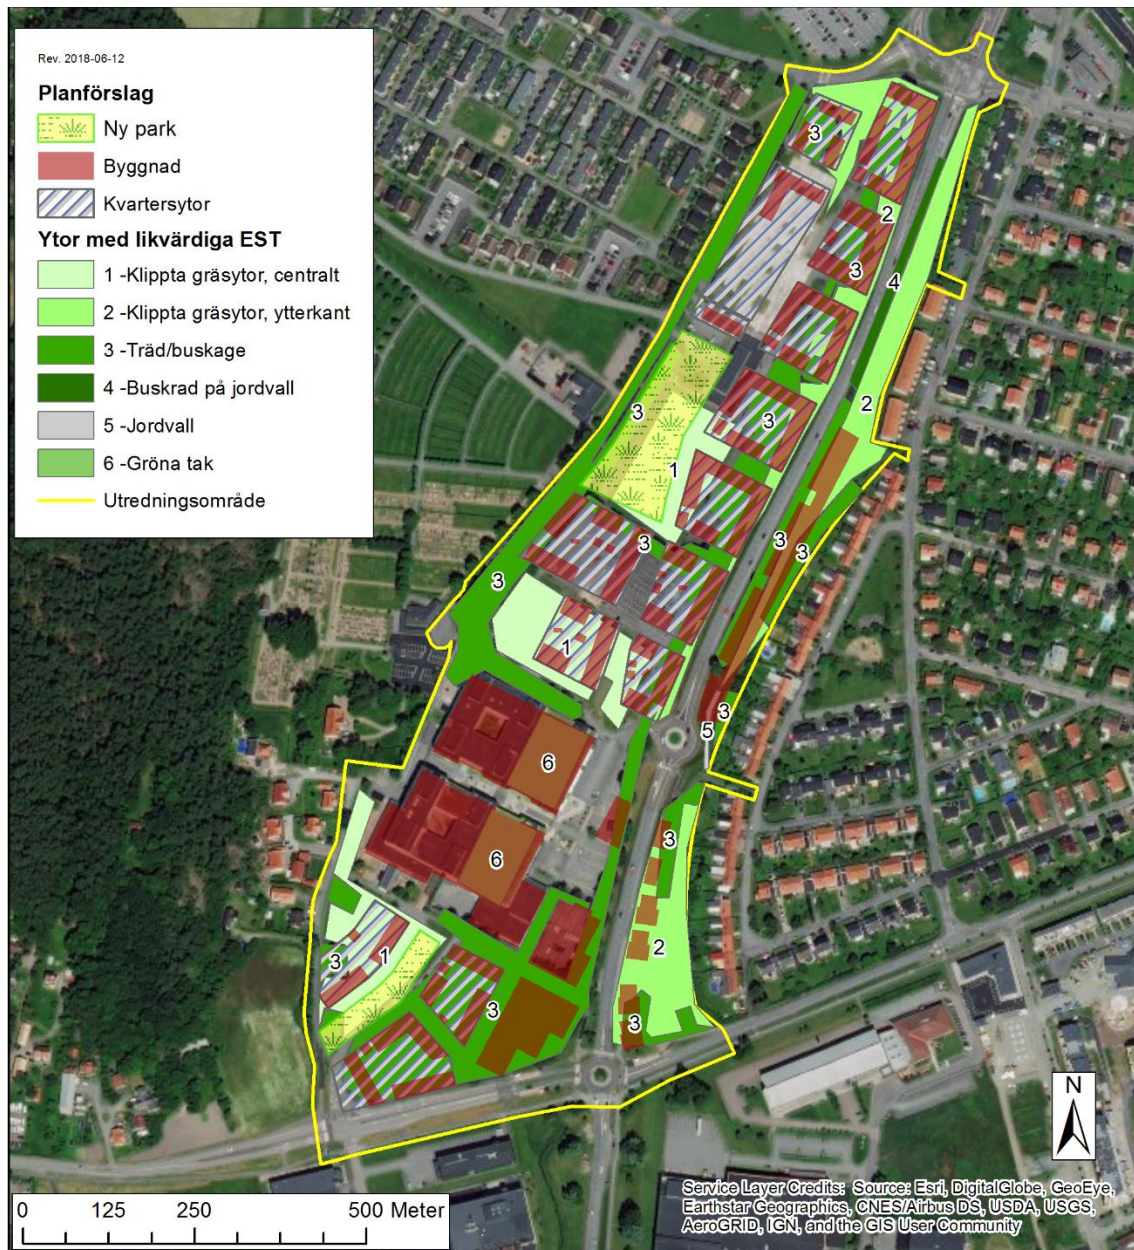 Rev. 2018-06-12
Planförslag
Ny park
Byggnad
Kvartersytor
Ytor med likvärdiga EST
1 -Klippta gräsytor, centralt
2 -Klippta gräsytor, ytterkant
3 -Träd/buskage
4 -Buskrad på jordvall
5 -Jordvall
6 -Gröna tak
Utredningsområde
3
2
3
4
2
3
3
1
3
3
3
3
3
1
3
5
6
3
6
2
3
1
3
3
N
0 125 250 500 Meter
Service Layer Credits: Source: Esri, DigitalGlobe, GeoEye,
Earthstar Geographics, CNES/Airbus DS, USDA, USGS,
AeroGRID, IGN, and the GIS User Community